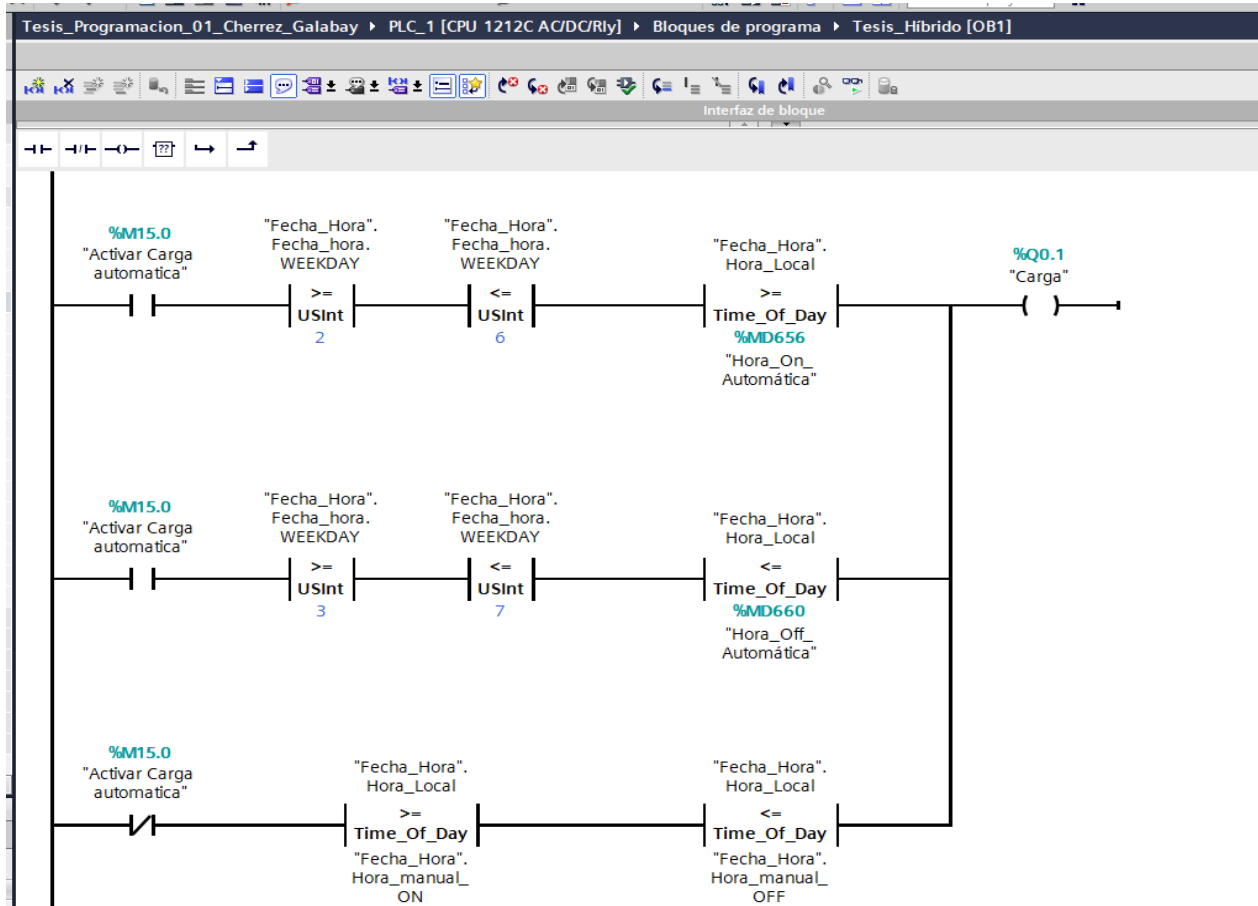 Tesis_Programacion_01_Cherrez_Galabay ▸ PLC_1 [CPU 1212C AC/DC/Rly] ▸ Bloques de programa ▸ Tesis_Híbrido [OB1]
Interfaz de bloque
??
%M15.0
"Activar Carga
automatica"
"Fecha_Hora".
Fecha_hora.
WEEKDAY
>=
USInt
2
"Fecha_Hora".
Fecha_hora.
WEEKDAY
<=
USInt
6
"Fecha_Hora".
Hora_Local
>=
Time_Of_Day
%MD656
"Hora_On_
Automática"
%Q0.1
"Carga"
%M15.0
"Activar Carga
automatica"
"Fecha_Hora".
Fecha_hora.
WEEKDAY
>=
USInt
3
"Fecha_Hora".
Fecha_hora.
WEEKDAY
<=
USInt
7
"Fecha_Hora".
Hora_Local
<=
Time_Of_Day
%MD660
"Hora_Off_
Automática"
%M15.0
"Activar Carga
automatica"
"Fecha_Hora".
Hora_Local
>=
Time_Of_Day
"Fecha_Hora".
Hora_manual_
ON
"Fecha_Hora".
Hora_Local
<=
Time_Of_Day
"Fecha_Hora".
Hora_manual_
OFF